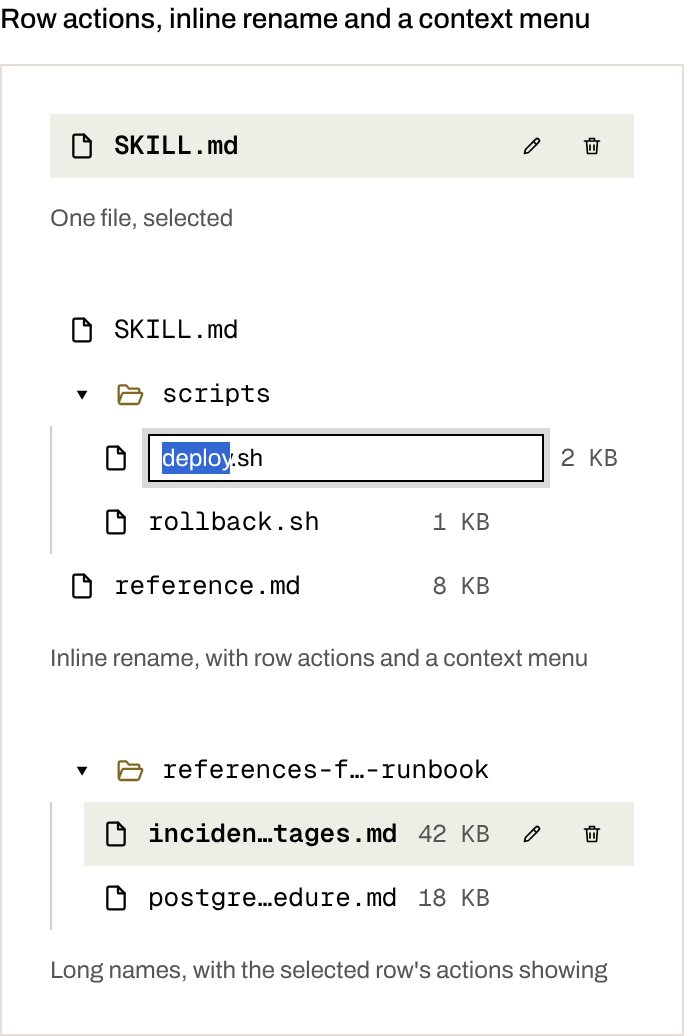 Row actions, inline rename and a context menu
SKILL.md
One file, selected
SKILL.md
scripts
deploy.sh 2 KB
rollback.sh 1 KB
reference.md 8 KB
Inline rename, with row actions and a context menu
references-f…-runbook
inciden…tages.md 42 KB
postgre…edure.md 18 KB
Long names, with the selected row's actions showing